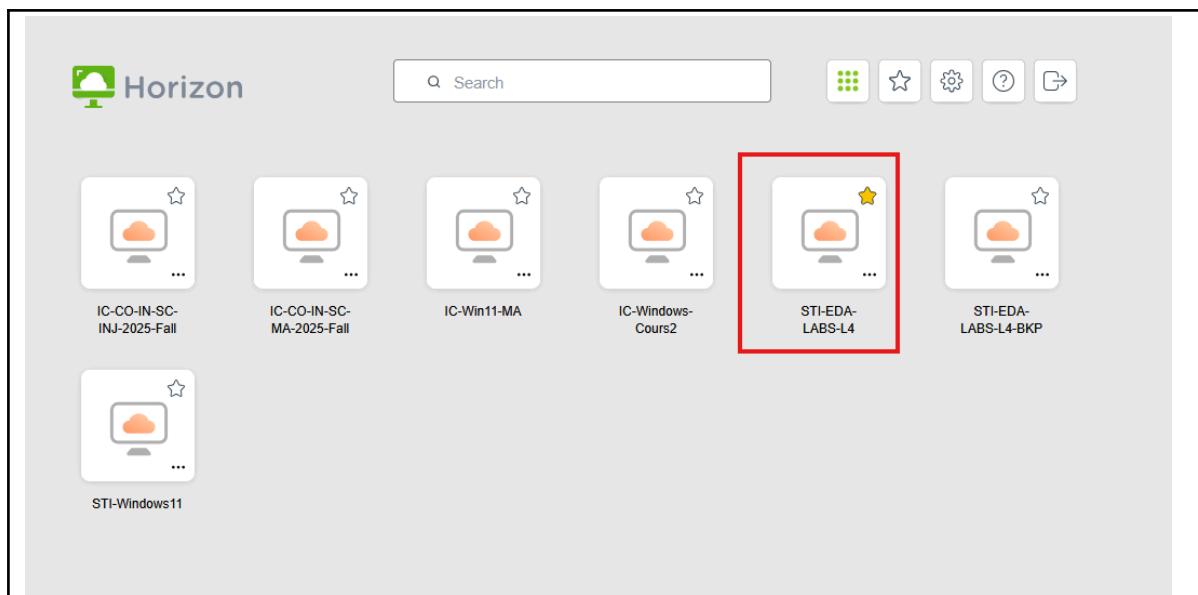 Horizon
Search
IC-CO-IN-SC-
INJ-2025-Fall
IC-CO-IN-SC-
MA-2025-Fall
IC-Win11-MA
IC-Windows-
Cours2
STI-EDA-
LABS-L4
STI-EDA-
LABS-L4-BKP
STI-Windows11